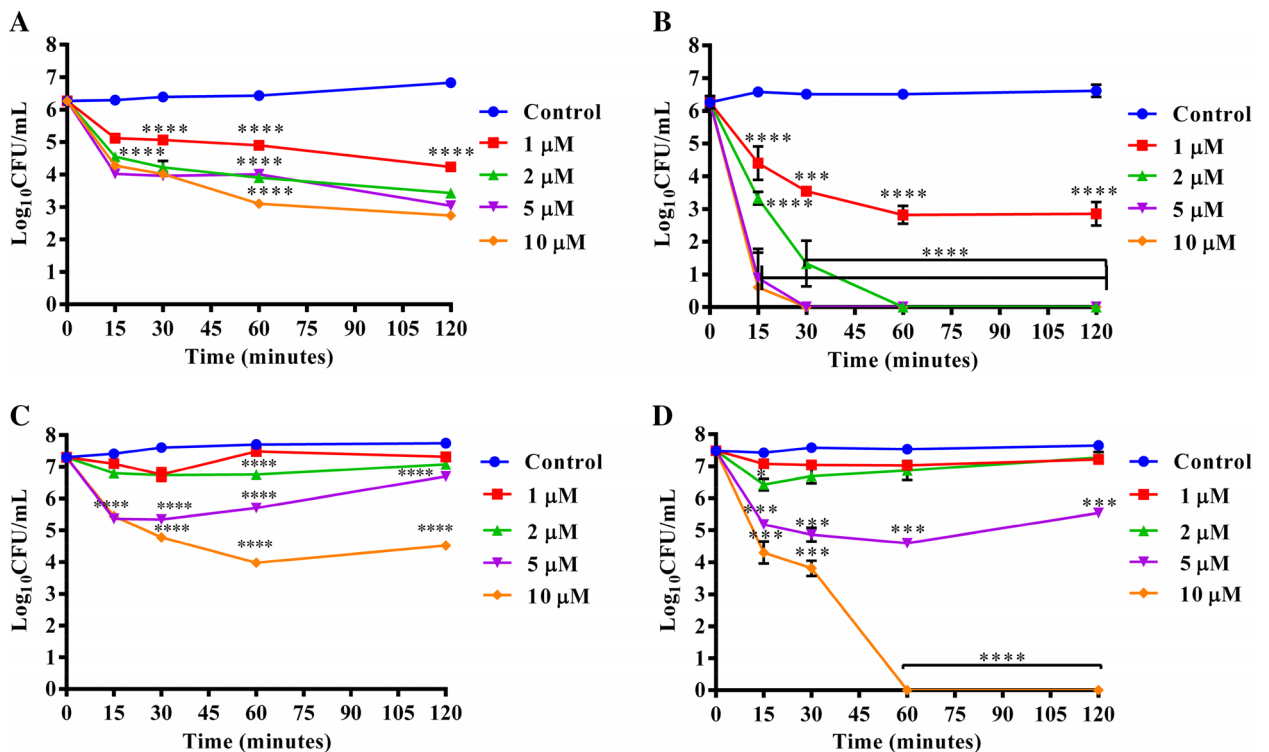 A
Log10CFU/mL
8
7
6
5
4
3
2
1
0
**** ****
****
**** ****
****
0 15 30 45 60 75 90 105 120
Time (minutes)
Control
1 μM
2 μM
5 μM
10 μM
B
Log10CFU/mL
8
7
6
5
4
3
2
1
0
****
***
**** ****
****
****
0 15 30 45 60 75 90 105 120
Time (minutes)
Control
1 μM
2 μM
5 μM
10 μM
C
Log10CFU/mL
8
7
6
5
4
3
2
1
0
****
****
****
**** ****
**** ****
****
0 15 30 45 60 75 90 105 120
Time (minutes)
Control
1 μM
2 μM
5 μM
10 μM
D
Log10CFU/mL
8
7
6
5
4
3
2
1
0
*
*** ***
*** *** ***
***
****
0 15 30 45 60 75 90 105 120
Time (minutes)
Control
1 μM
2 μM
5 μM
10 μM